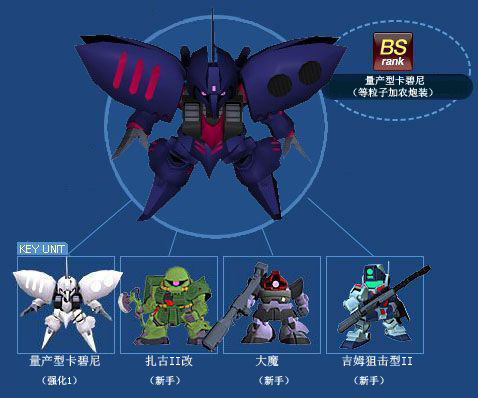 BS
rank
量产型卡碧尼
（等粒子加农炮装）
KEY UNIT
量产型卡碧尼
（强化1）
扎古II改
（新手）
大魔
（新手）
吉姆狙击型II
（新手）